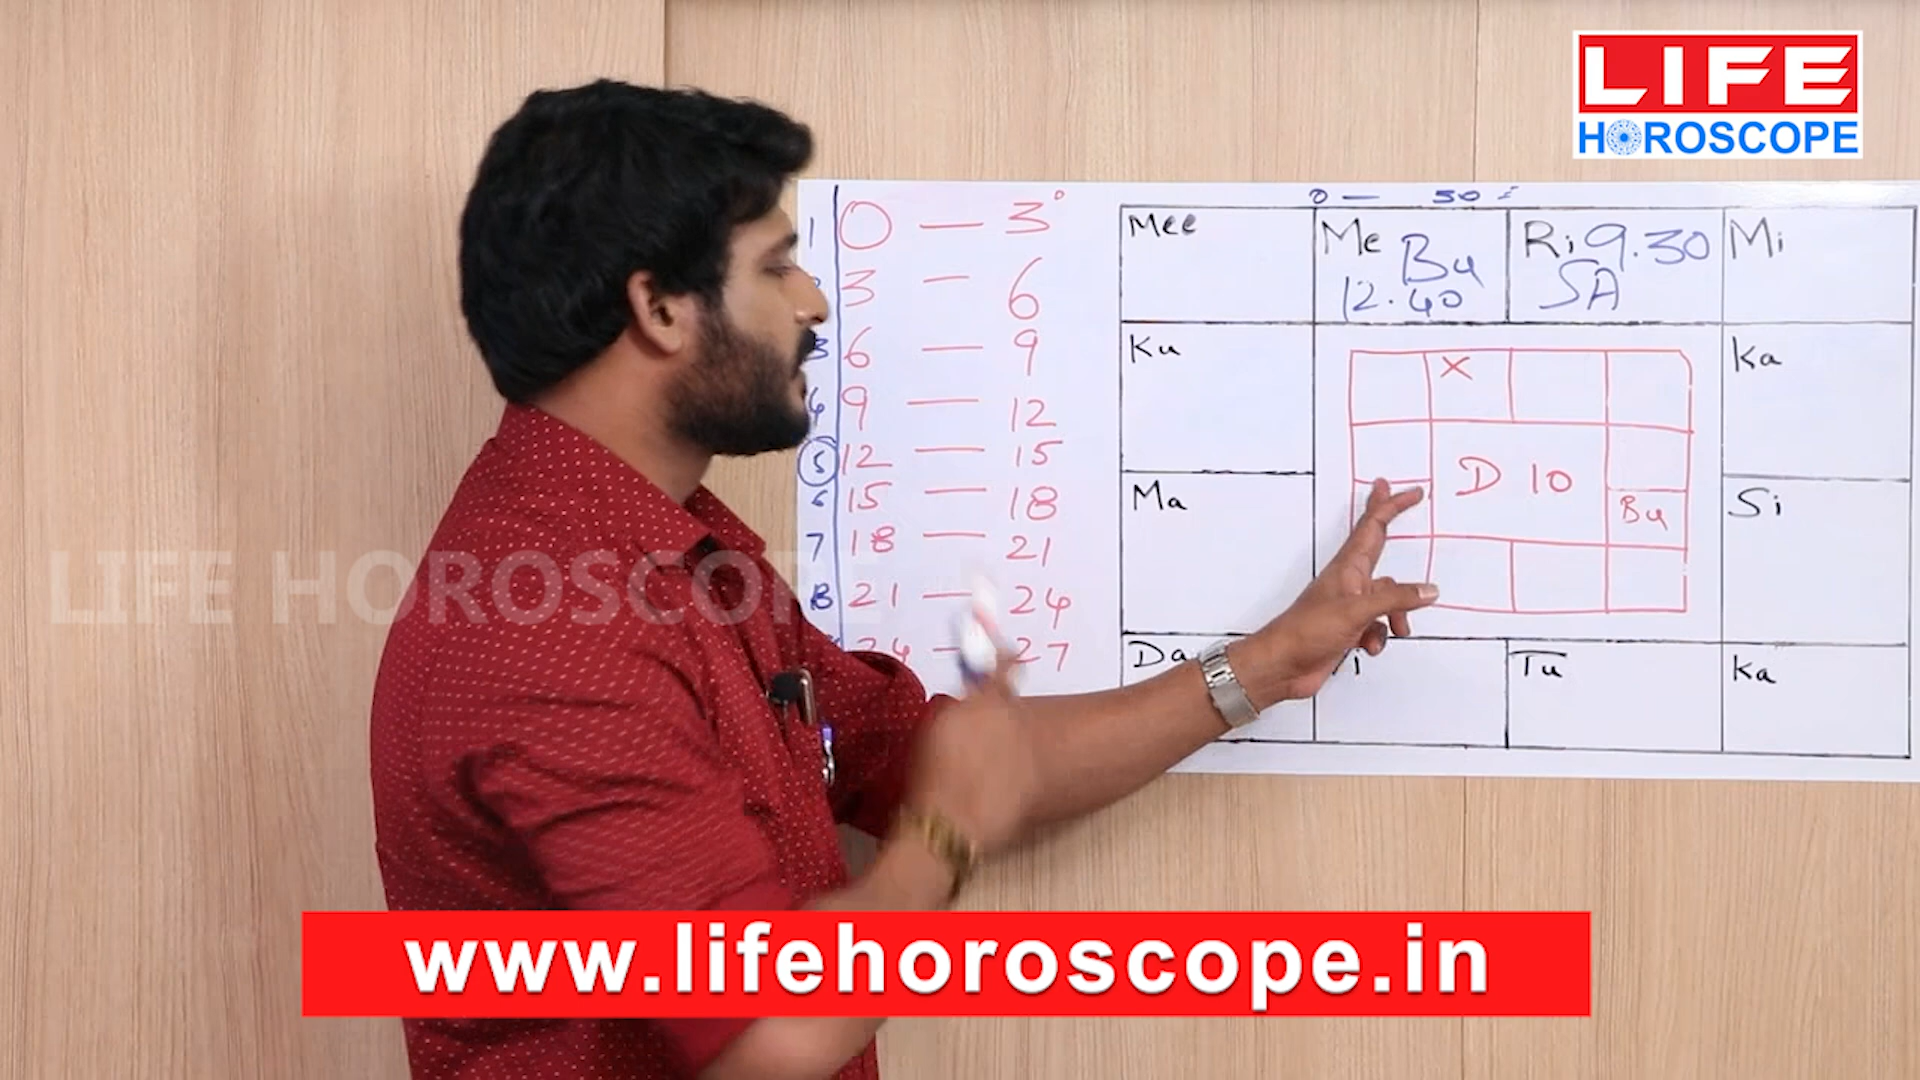 LIFE
HOROSCOPE
0 — 50
1 0 — 3°
3 — 6
3 6 — 9
4 9 — 12
5 12 — 15
6 15 — 18
7 18 — 21
8 21 — 24
24 — 27
Mee
Me Bu
12.40
Ri 9.30
SA
Mi
Ku
Ka
X
D 10
Bu
Ma
Si
Da
Tu
Ka
LIFE HOROSCOPE
www.lifehoroscope.in